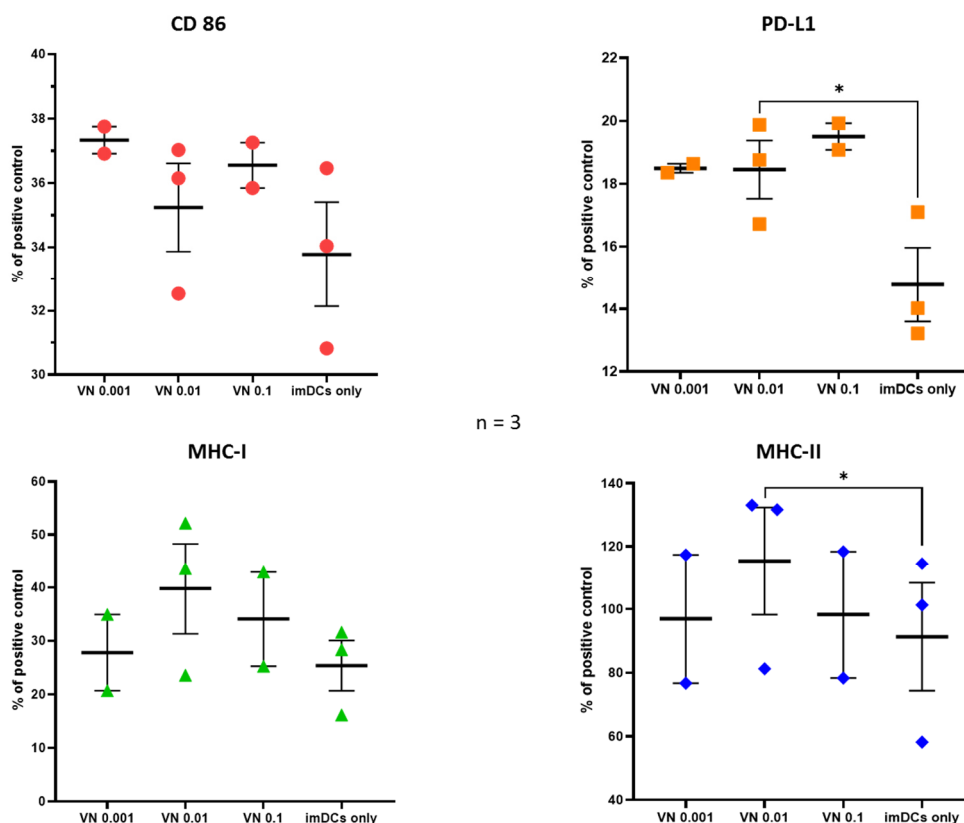 CD 86
% of positive control
40
38
36
34
32
30
VN 0.001 VN 0.01 VN 0.1 imDCs only
PD-L1
% of positive control
22
20
18
16
14
12
*
VN 0.001 VN 0.01 VN 0.1 imDCs only
n = 3
MHC-I
% of positive control
60
50
40
30
20
10
0
VN 0.001 VN 0.01 VN 0.1 imDCs only
MHC-II
% of positive control
140
120
100
80
60
40
*
VN 0.001 VN 0.01 VN 0.1 imDCs only